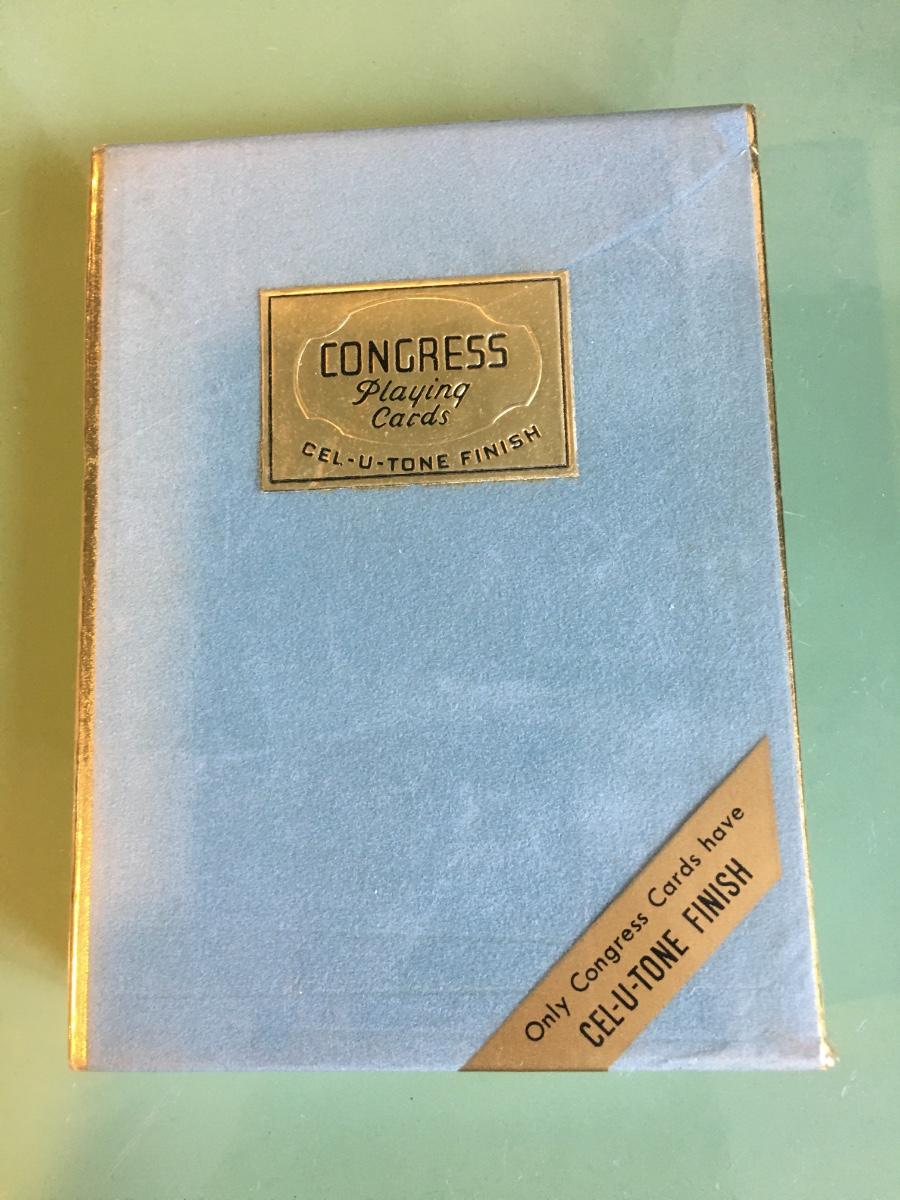 CONGRESS
Playing
Cards
CEL-U-TONE FINISH
Only Congress Cards have
CEL-U-TONE FINISH